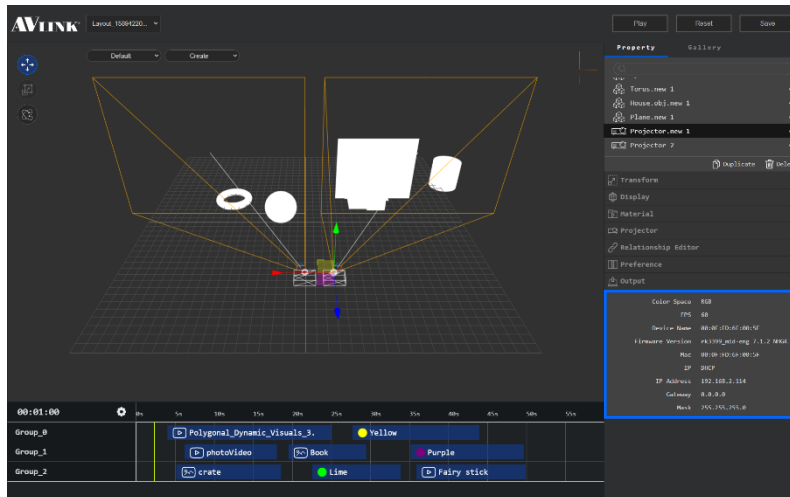 AVLINK
Layout_15894220...
Play
Reset
Save
Default
Create
Property
Gallery
Torus.new 1
House.obj.new 1
Plane.new 1
Projector.new 1
Projector 2
Duplicate
Dele
Transform
Display
Material
Projector
Relationship Editor
Preference
Output
Color Space RGB
FPS 60
Device Name
Firmware Version
Mac
IP DHCP
IP Address 192.168.2.114
Gateway 0.0.0.0
Mask 255.255.255.0
00:01:00
0s 5s 10s 15s 20s 25s 30s 35s 40s 45s 50s 55s
Group_0
Polygonal_Dynamic_Visuals_3.
Yellow
Group_1
photoVideo
Book
Purple
Group_2
crate
Lime
Fairy stick